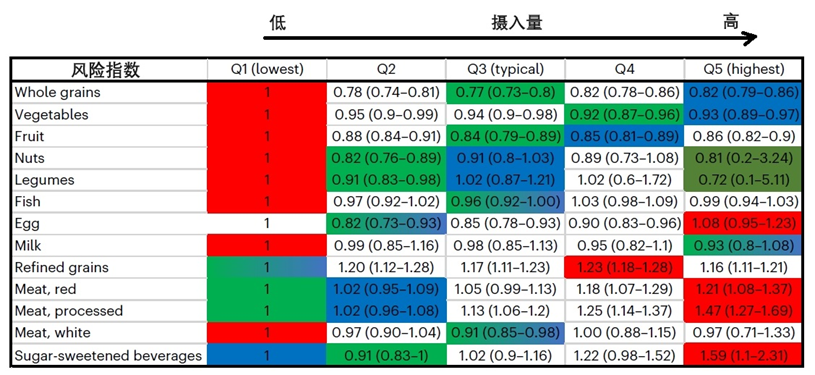 低 摄入量 高
风险指数 Q1 (lowest) Q2 Q3 (typical) Q4 Q5 (highest)
Whole grains 1 0.78 (0.74–0.81) 0.77 (0.73–0.8) 0.82 (0.78–0.86) 0.82 (0.79–0.86)
Vegetables 1 0.95 (0.9–0.99) 0.94 (0.9–0.98) 0.92 (0.87–0.96) 0.93 (0.89–0.97)
Fruit 1 0.88 (0.84–0.91) 0.84 (0.79–0.89) 0.85 (0.81–0.89) 0.86 (0.82–0.9)
Nuts 1 0.82 (0.76–0.89) 0.91 (0.8–1.03) 0.89 (0.73–1.08) 0.81 (0.2–3.24)
Legumes 1 0.91 (0.83–0.98) 1.02 (0.87–1.21) 1.02 (0.6–1.72) 0.72 (0.1–5.11)
Fish 1 0.97 (0.92–1.02) 0.96 (0.92–1.00) 1.03 (0.98–1.09) 0.99 (0.94–1.03)
Egg 1 0.82 (0.73–0.93) 0.85 (0.78–0.93) 0.90 (0.83–0.96) 1.08 (0.95–1.23)
Milk 1 0.99 (0.85–1.16) 0.98 (0.85–1.13) 0.95 (0.82–1.1) 0.93 (0.8–1.08)
Refined grains 1 1.20 (1.12–1.28) 1.17 (1.11–1.23) 1.23 (1.18–1.28) 1.16 (1.11–1.21)
Meat, red 1 1.02 (0.95–1.09) 1.05 (0.99–1.13) 1.18 (1.07–1.29) 1.21 (1.08–1.37)
Meat, processed 1 1.02 (0.96–1.08) 1.13 (1.06–1.2) 1.25 (1.14–1.37) 1.47 (1.27–1.69)
Meat, white 1 0.97 (0.90–1.04) 0.91 (0.85–0.98) 1.00 (0.88–1.15) 0.97 (0.71–1.33)
Sugar-sweetened beverages 1 0.91 (0.83–1) 1.02 (0.9–1.16) 1.22 (0.98–1.52) 1.59 (1.1–2.31)